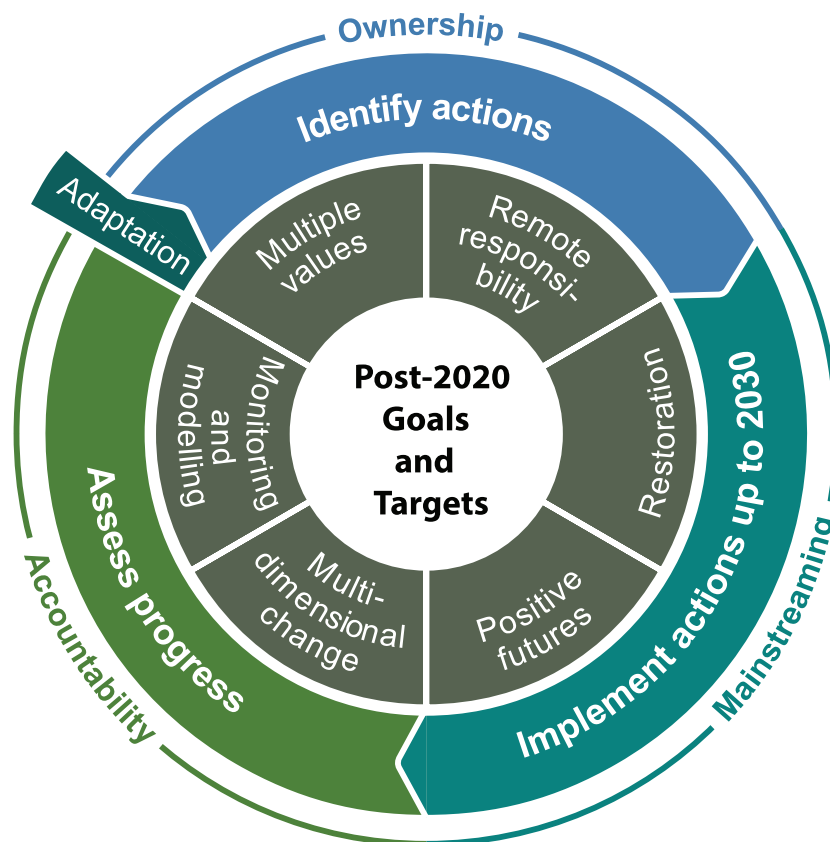 Ownership
Identify actions
Adaptation
Multiple
values
Remote
responsi-
bility
Restoration
Positive
futures
Multi-
dimensional
change
Monitoring
and
modelling
Post-2020
Goals
and
Targets
Implement actions up to 2030
Mainstreaming
Assess progress
Accountability